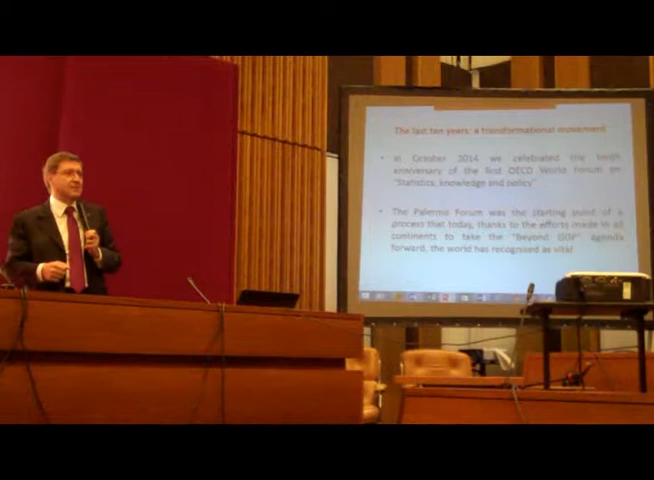 The last ten years: a transformational movement
• In October 2014 we celebrated the tenth
anniversary of the first OECD World Forum on
"Statistics, knowledge and policy"
• The Palermo Forum was the starting point of a
process that today, thanks to the efforts made in all
continents to take the "Beyond GDP" agenda
forward, the world has recognised as vital